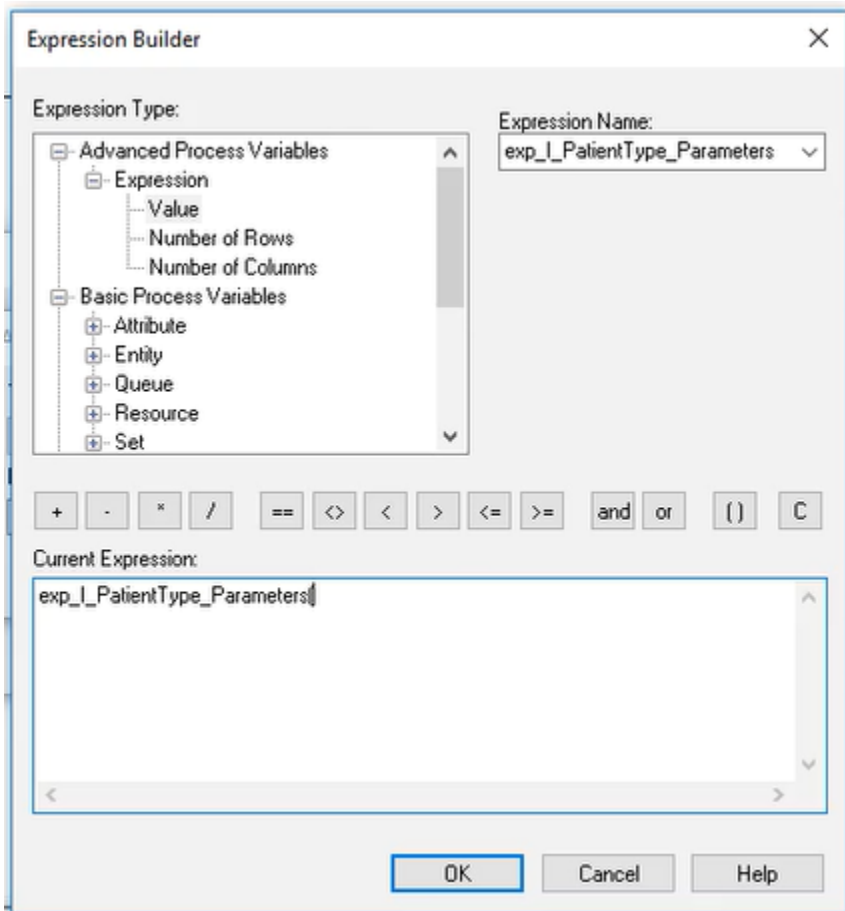 Expression Builder
Expression Type:
Expression Name:
exp_I_PatientType_Parameters
Advanced Process Variables
Expression
Value
Number of Rows
Number of Columns
Basic Process Variables
Attribute
Entity
Queue
Resource
Set
+ - * / == <> < > <= >= and or ( ) C
Current Expression:
exp_I_PatientType_Parameters(
OK Cancel Help